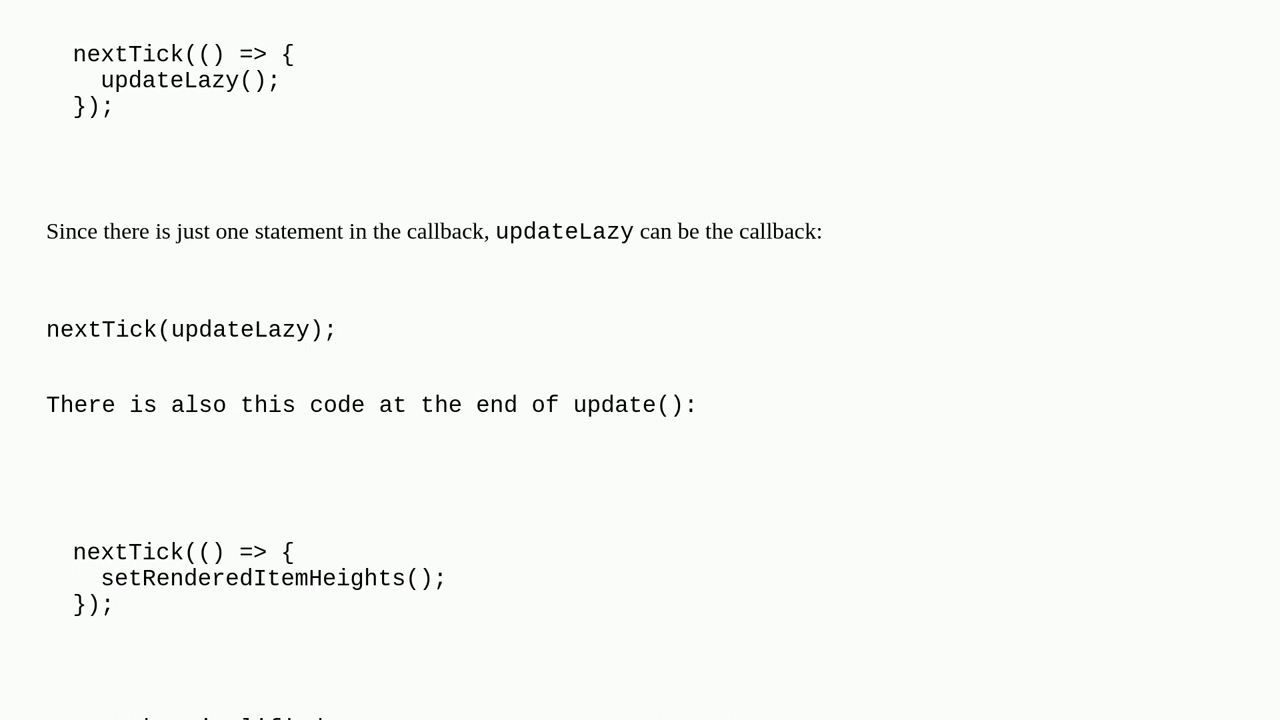 nextTick(() => {
  updateLazy();
});
Since there is just one statement in the callback, updateLazy can be the callback:
nextTick(updateLazy);
There is also this code at the end of update():
nextTick(() => {
  setRenderedItemHeights();
});